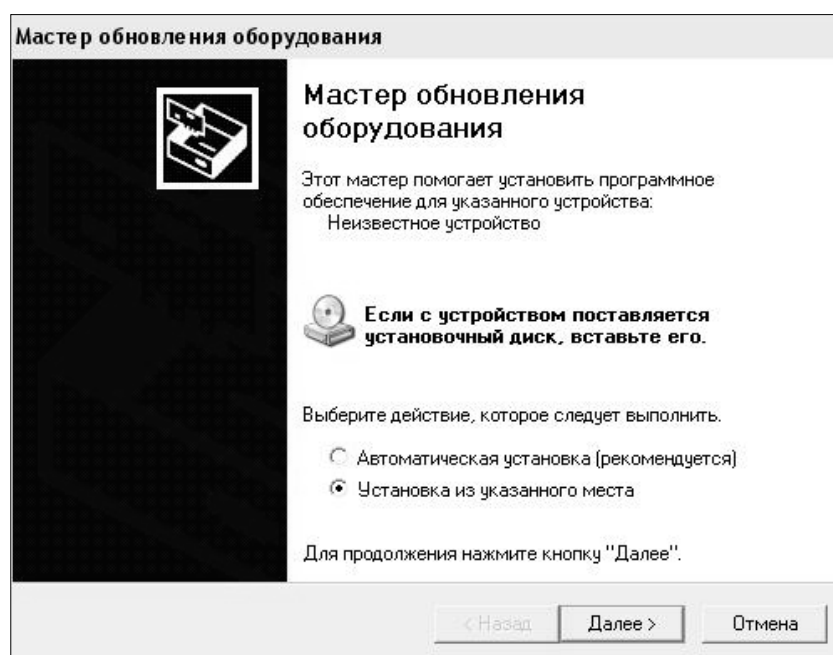 Мастер обновления оборудования
Мастер обновления
оборудования
Этот мастер помогает установить программное
обеспечение для указанного устройства:
Неизвестное устройство
Если с устройством поставляется
установочный диск, вставьте его.
Выберите действие, которое следует выполнить.
Автоматическая установка (рекомендуется)
Установка из указанного места
Для продолжения нажмите кнопку "Далее".
< Назад Далее > Отмена